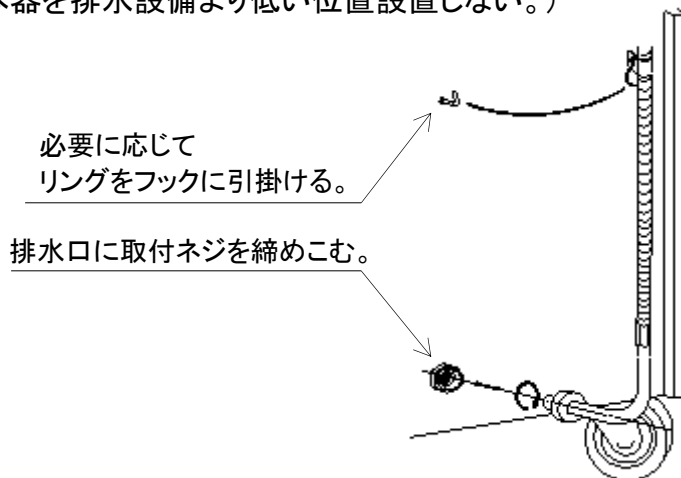 器を排水設備より低い位置設置しない。)
必要に応じて
リングをフックに引掛ける。
排水口に取付ネジを締めこむ。